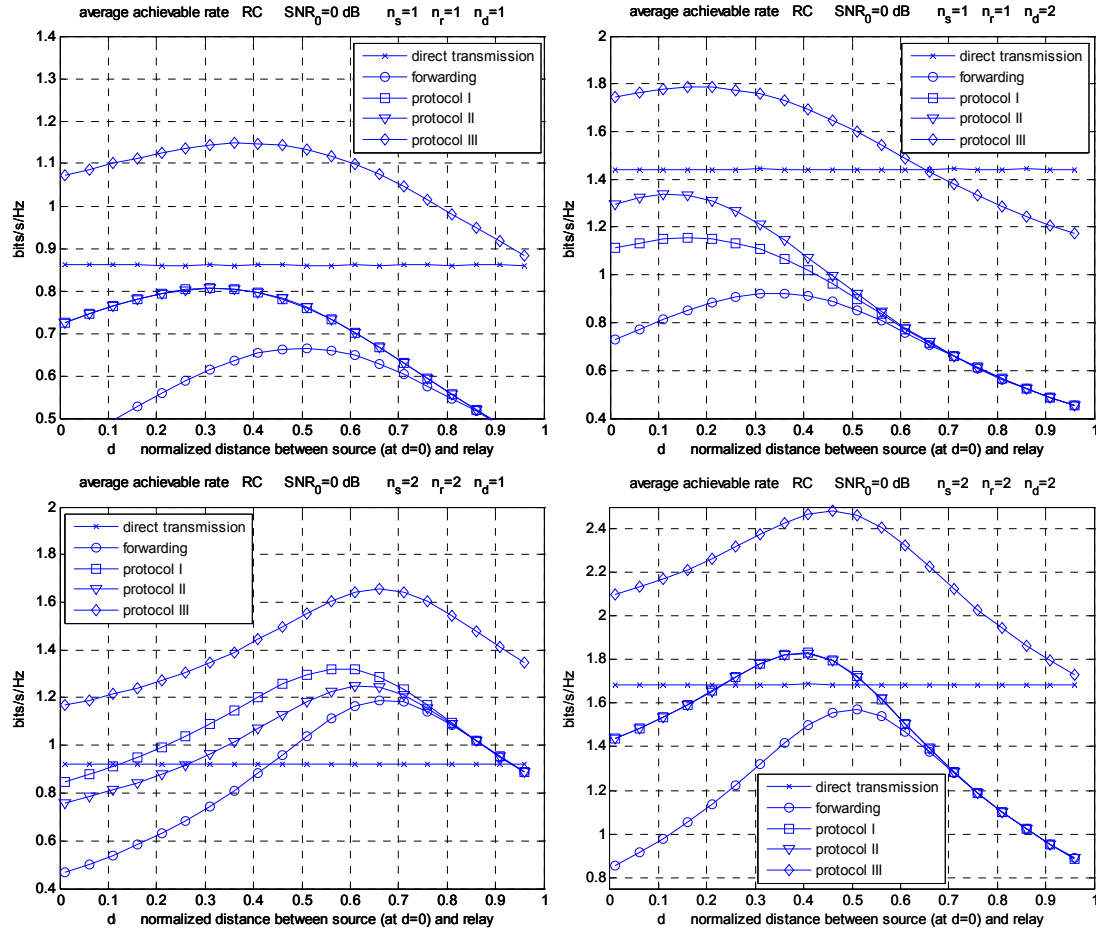 average achievable rate RC SNR0=0 dB ns=1 nr=1 nd=1
1.4
1.3
1.2
1.1
1
0.9
0.8
0.7
0.6
0.5
bits/s/Hz
direct transmission
forwarding
protocol I
protocol II
protocol III
0 0.1 0.2 0.3 0.4 0.5 0.6 0.7 0.8 0.9 1
d normalized distance between source (at d=0) and relay
average achievable rate RC SNR0=0 dB ns=1 nr=1 nd=2
2
1.8
1.6
1.4
1.2
1
0.8
0.6
0.4
bits/s/Hz
direct transmission
forwarding
protocol I
protocol II
protocol III
0 0.1 0.2 0.3 0.4 0.5 0.6 0.7 0.8 0.9 1
d normalized distance between source (at d=0) and relay
average achievable rate RC SNR0=0 dB ns=2 nr=2 nd=1
2
1.8
1.6
1.4
1.2
1
0.8
0.6
0.4
bits/s/Hz
direct transmission
forwarding
protocol I
protocol II
protocol III
0 0.1 0.2 0.3 0.4 0.5 0.6 0.7 0.8 0.9 1
d normalized distance between source (at d=0) and relay
average achievable rate RC SNR0=0 dB ns=2 nr=2 nd=2
2.4
2.2
2
1.8
1.6
1.4
1.2
1
0.8
bits/s/Hz
direct transmission
forwarding
protocol I
protocol II
protocol III
0 0.1 0.2 0.3 0.4 0.5 0.6 0.7 0.8 0.9 1
d normalized distance between source (at d=0) and relay